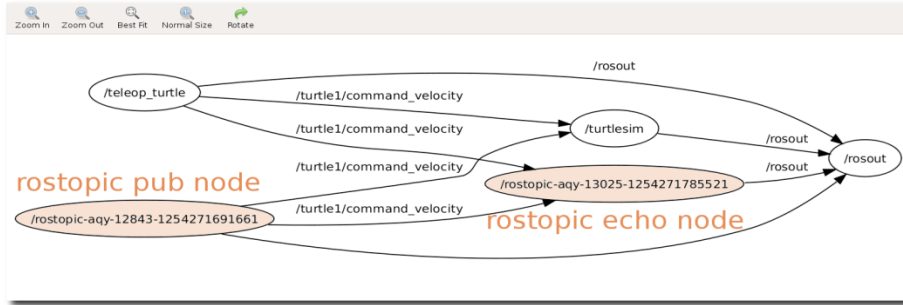 Zoom In Zoom Out Best Fit Normal Size Rotate
/rosout
/teleop_turtle
/turtle1/command_velocity
/turtle1/command_velocity
/turtlesim
/rosout
/rosout
/turtle1/command_velocity
/rosout
rostopic pub node
/rostopic-aqy-13025-1254271785521
/turtle1/command_velocity
/rostopic-aqy-12843-1254271691661
rostopic echo node